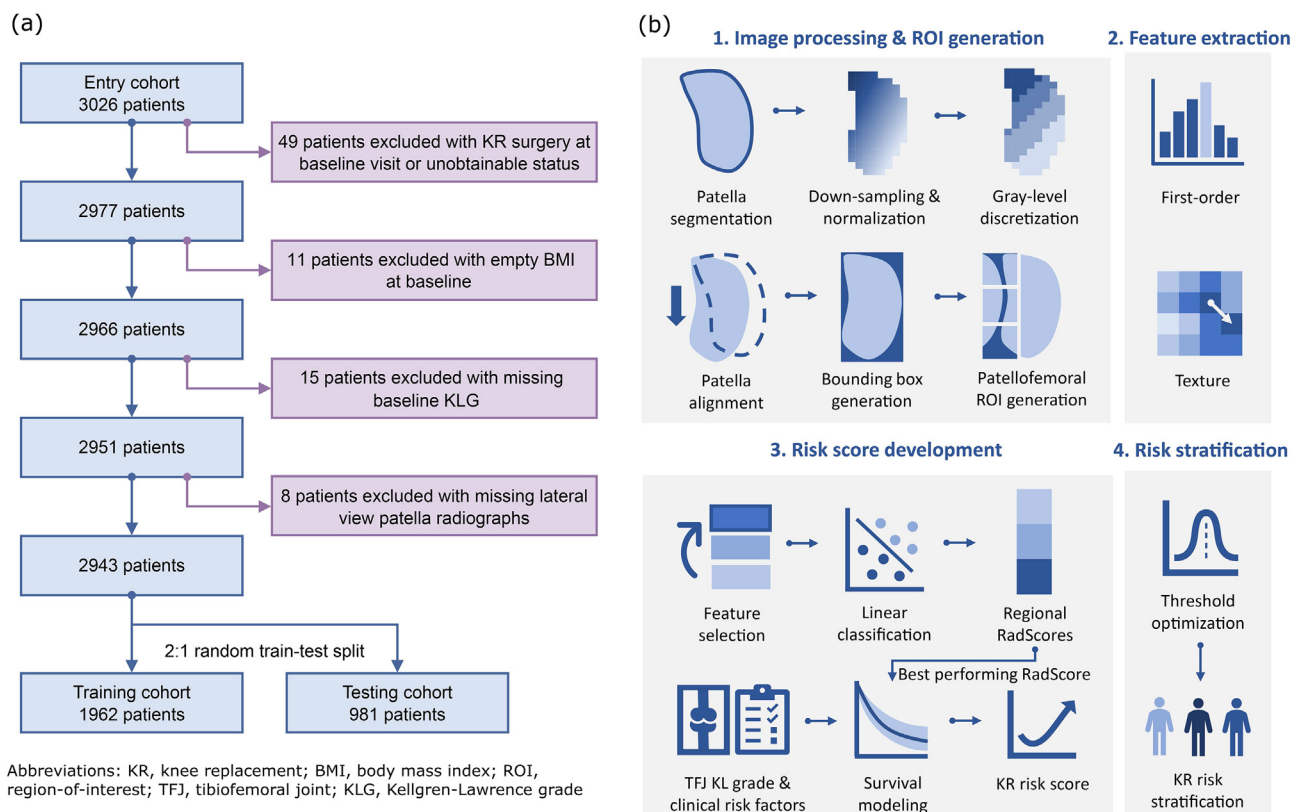 (a)
Entry cohort
3026 patients
49 patients excluded with KR surgery at
baseline visit or unobtainable status
2977 patients
11 patients excluded with empty BMI
at baseline
2966 patients
15 patients excluded with missing
baseline KLG
2951 patients
8 patients excluded with missing lateral
view patella radiographs
2943 patients
2:1 random train-test split
Training cohort
1962 patients
Testing cohort
981 patients
Abbreviations: KR, knee replacement; BMI, body mass index; ROI,
region-of-interest; TFJ, tibiofemoral joint; KLG, Kellgren-Lawrence grade
(b)
1. Image processing & ROI generation
Patella
segmentation
Down-sampling &
normalization
Gray-level
discretization
Patella
alignment
Bounding box
generation
Patellofemoral
ROI generation
2. Feature extraction
First-order
Texture
3. Risk score development
Feature
selection
Linear
classification
Regional
RadScores
Best performing RadScore
TFJ KL grade &
clinical risk factors
Survival
modeling
KR risk score
4. Risk stratification
Threshold
optimization
KR risk
stratification